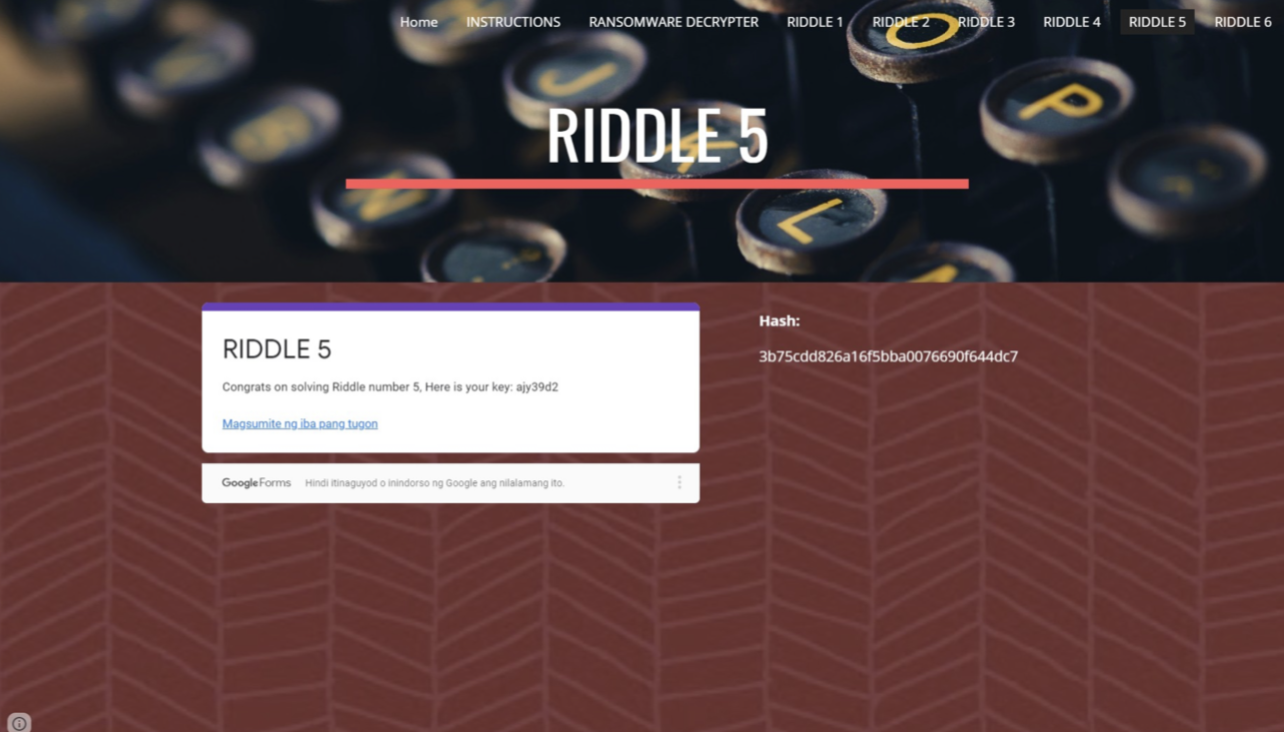 Home INSTRUCTIONS RANSOMWARE DECRYPTER RIDDLE 1 RIDDLE 2 RIDDLE 3 RIDDLE 4 RIDDLE 5 RIDDLE 6
O
J
P
RIDDLE 5
K
N
L
RIDDLE 5
Congrats on solving Riddle number 5, Here is your key: ajy39d2
Magsumite ng iba pang tugon
Google Forms Hindi itinaguyod o inindorso ng Google ang nilalamang ito.
Hash:
3b75cdd826a16f5bba0076690f644dc7